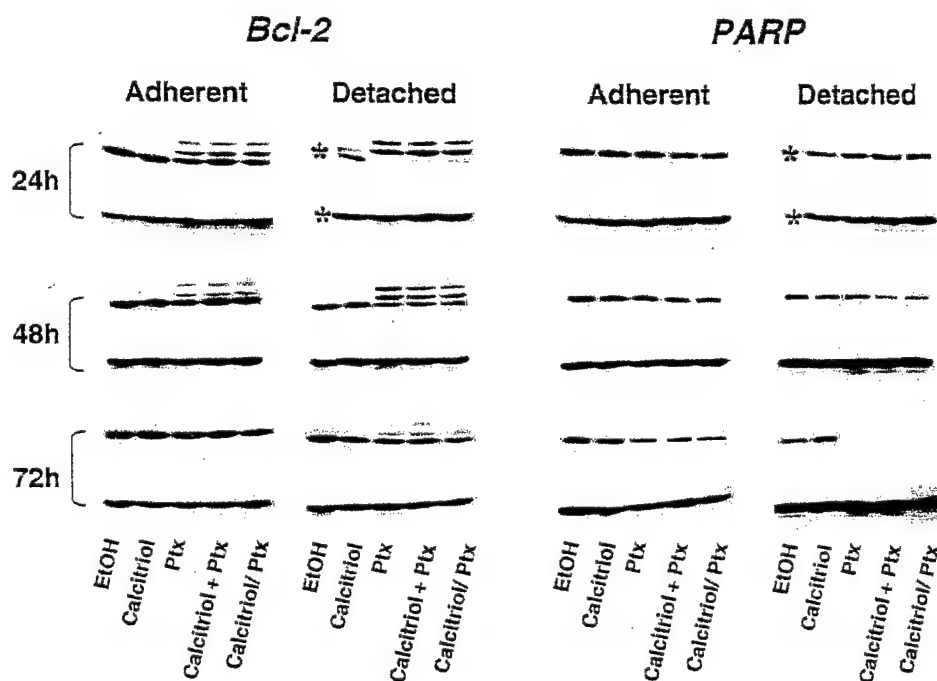 Bcl-2 PARP
Adherent Detached Adherent Detached
24h * *
* *
48h
72h
EtOH Calcitriol Ptx Calcitriol + Ptx Calcitriol/ Ptx EtOH Calcitriol Ptx Calcitriol + Ptx Calcitriol/ Ptx EtOH Calcitriol Ptx Calcitriol + Ptx Calcitriol/ Ptx EtOH Calcitriol Ptx Calcitriol + Ptx Calcitriol/ Ptx